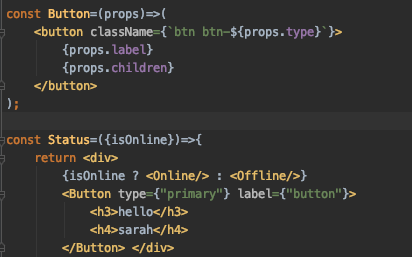 const Button=(props)=>(
<button className={`btn btn-${props.type}`}>
{props.label}
{props.children}
</button>
);
const Status=({isOnline})=>{
return <div>
{isOnline ? <Online/> : <Offline/>}
<Button type={"primary"} label={"button"}>
<h3>hello</h3>
<h4>sarah</h4>
</Button> </div>